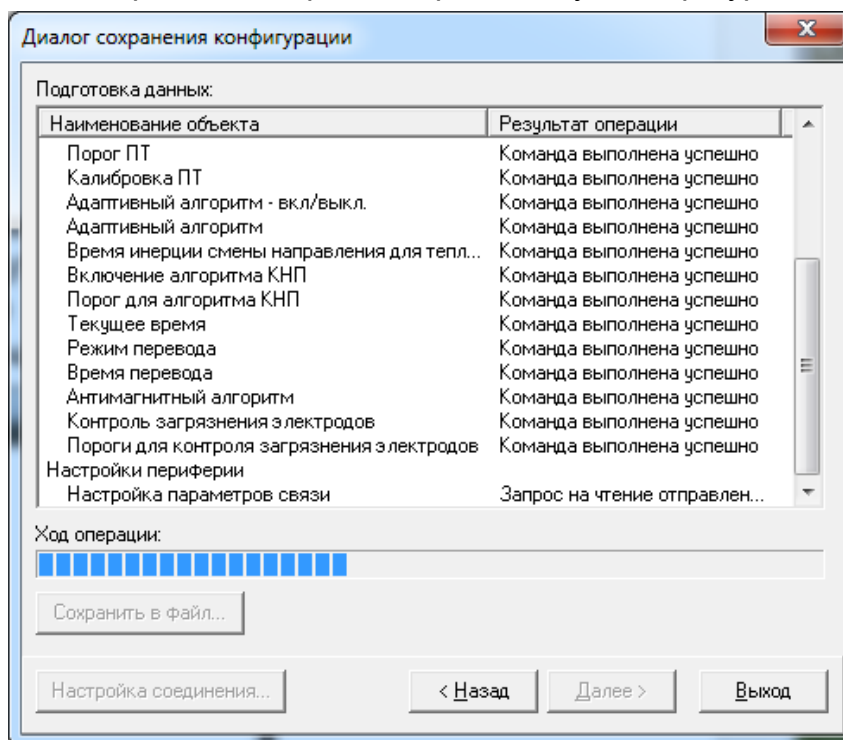 Диалог сохранения конфигурации
Подготовка данных:
Наименование объекта Результат операции
Порог ПТ Команда выполнена успешно
Калибровка ПТ Команда выполнена успешно
Адаптивный алгоритм - вкл/выкл. Команда выполнена успешно
Адаптивный алгоритм Команда выполнена успешно
Время инерции смены направления для тепл... Команда выполнена успешно
Включение алгоритма КНП Команда выполнена успешно
Порог для алгоритма КНП Команда выполнена успешно
Текущее время Команда выполнена успешно
Режим перевода Команда выполнена успешно
Время перевода Команда выполнена успешно
Антимагнитный алгоритм Команда выполнена успешно
Контроль загрязнения электродов Команда выполнена успешно
Пороги для контроля загрязнения электродов Команда выполнена успешно
Настройки периферии
Настройка параметров связи Запрос на чтение отправлен...
Ход операции:
Сохранить в файл...
Настройка соединения... < Назад Далее > Выход